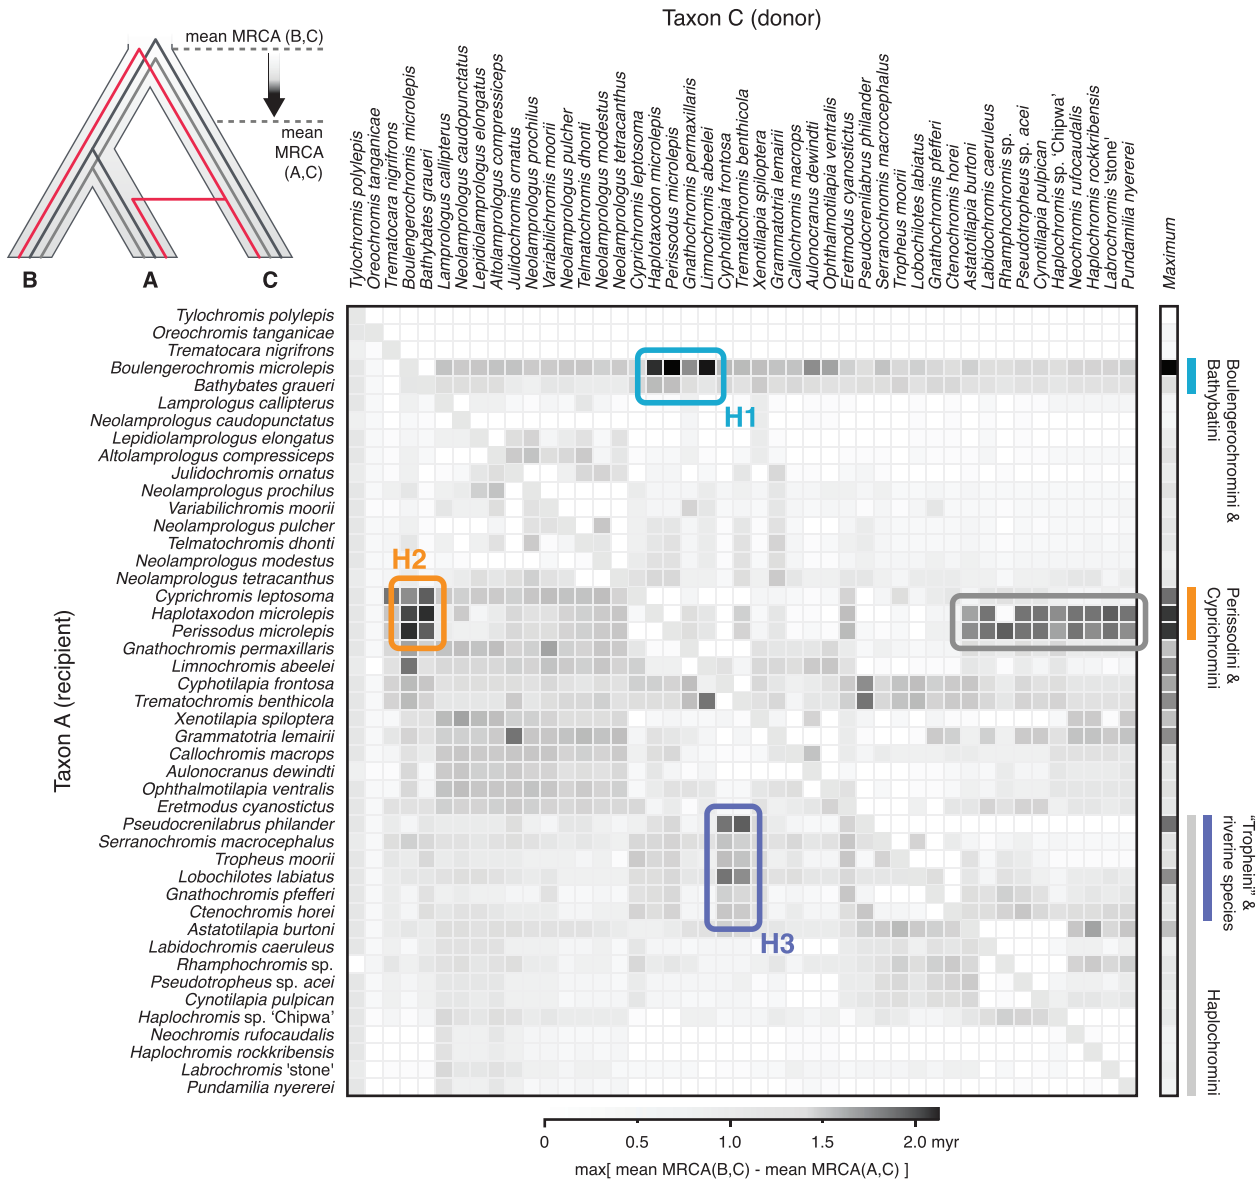 Taxon C (donor)
mean MRCA (B,C)
mean
MRCA
(A,C)
B
A
C
Tylochromis polylepis
Oreochromis tanganicae
Trematocara nigrifrons
Boulengerochromis microlepis
Bathybates graueri
Lamprologus callipterus
Neolamprologus caudopunctatus
Lepidiolamprologus elongatus
Altolamprologus compressiceps
Julidochromis ornatus
Neolamprologus prochilus
Variabilichromis moorii
Neolamprologus pulcher
Telmatochromis dhonti
Neolamprologus modestus
Neolamprologus tetracanthus
Cyprichromis leptosoma
Haplotaxodon microlepis
Perissodus microlepis
Gnathochromis permaxillaris
Limnochromis abeelei
Cyphotilapia frontosa
Trematochromis benthicola
Xenotilapia spiloptera
Grammatotria lemairii
Callochromis macrops
Aulonocranus dewindti
Ophthalmotilapia ventralis
Eretmodus cyanostictus
Pseudocrenilabrus philander
Serranochromis macrocephalus
Tropheus moorii
Lobochilotes labiatus
Gnathochromis pfefferi
Ctenochromis horei
Astatotilapia burtoni
Labidochromis caeruleus
Rhamphochromis sp.
Pseudotropheus sp. acei
Cynotilapia pulpican
Haplochromis sp. ‘Chipwa’
Neochromis rufocaudalis
Haplochromis rockkribensis
Labrochromis 'stone'
Pundamilia nyererei
Maximum
Taxon A (recipient)
Tylochromis polylepis
Oreochromis tanganicae
Trematocara nigrifrons
Boulengerochromis microlepis
Bathybates graueri
Lamprologus callipterus
Neolamprologus caudopunctatus
Lepidiolamprologus elongatus
Altolamprologus compressiceps
Julidochromis ornatus
Neolamprologus prochilus
Variabilichromis moorii
Neolamprologus pulcher
Telmatochromis dhonti
Neolamprologus modestus
Neolamprologus tetracanthus
Cyprichromis leptosoma
Haplotaxodon microlepis
Perissodus microlepis
Gnathochromis permaxillaris
Limnochromis abeelei
Cyphotilapia frontosa
Trematochromis benthicola
Xenotilapia spiloptera
Grammatotria lemairii
Callochromis macrops
Aulonocranus dewindti
Ophthalmotilapia ventralis
Eretmodus cyanostictus
Pseudocrenilabrus philander
Serranochromis macrocephalus
Tropheus moorii
Lobochilotes labiatus
Gnathochromis pfefferi
Ctenochromis horei
Astatotilapia burtoni
Labidochromis caeruleus
Rhamphochromis sp.
Pseudotropheus sp. acei
Cynotilapia pulpican
Haplochromis sp. ‘Chipwa’
Neochromis rufocaudalis
Haplochromis rockkribensis
Labrochromis 'stone'
Pundamilia nyererei
H1
H2
H3
Boulengerochromini &
Bathybatini
Perissodini &
Cyprichromini
“Tropheini” &
riverine species
Haplochromini
0
0.5
1.0
1.5
2.0 myr
max[ mean MRCA(B,C) - mean MRCA(A,C) ]